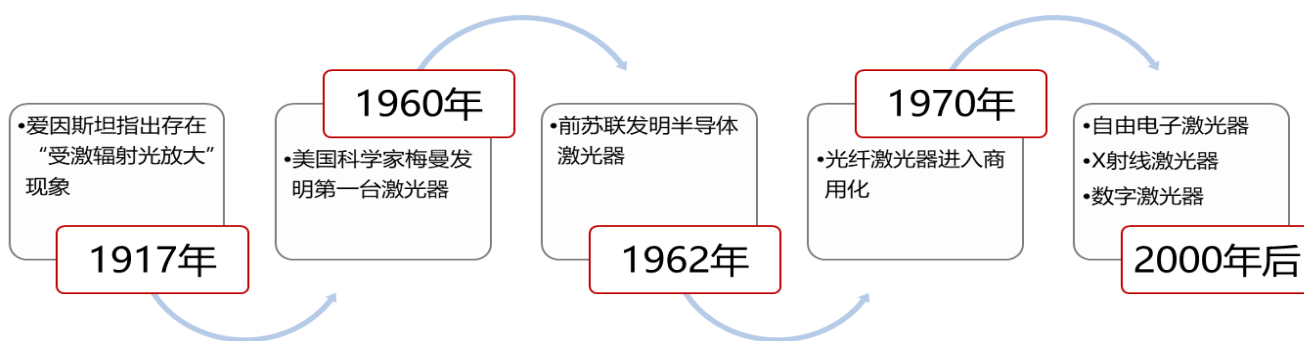 •爱因斯坦指出存在
“受激辐射光放大”
现象
1917年
1960年
•美国科学家梅曼发
明第一台激光器
•前苏联发明半导体
激光器
1962年
1970年
•光纤激光器进入商
用化
•自由电子激光器
•X射线激光器
•数字激光器
2000年后